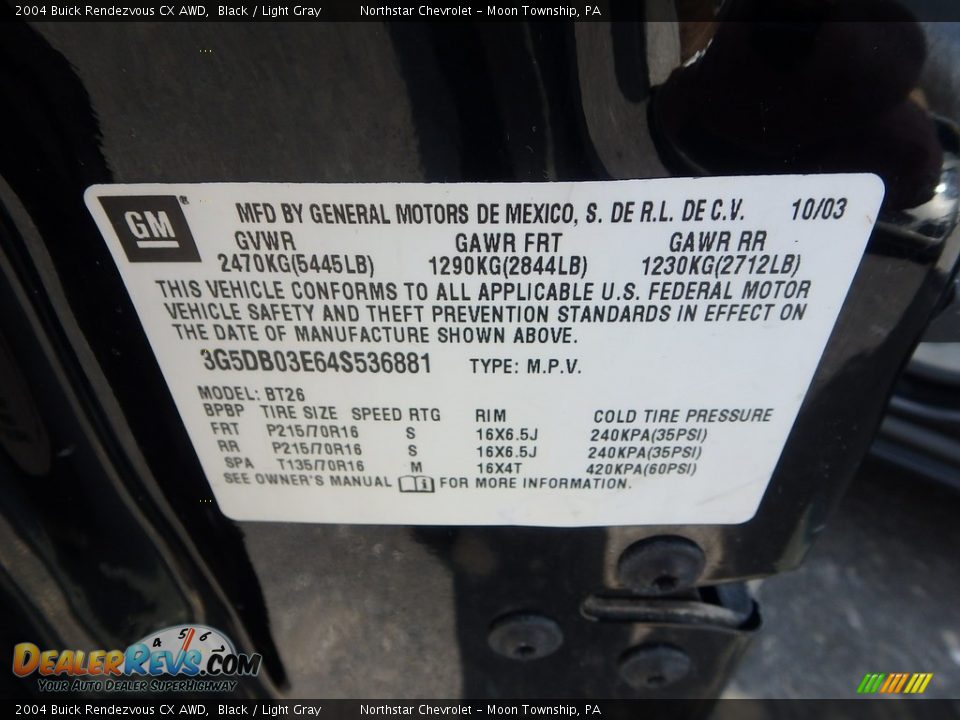 2004 Buick Rendezvous CX AWD, Black / Light Gray Northstar Chevrolet - Moon Township, PA
GM® MFD BY GENERAL MOTORS DE MEXICO, S. DE R.L. DE C.V. 10/03
GVWR GAWR FRT GAWR RR
2470KG(5445LB) 1290KG(2844LB) 1230KG(2712LB)
THIS VEHICLE CONFORMS TO ALL APPLICABLE U.S. FEDERAL MOTOR
VEHICLE SAFETY AND THEFT PREVENTION STANDARDS IN EFFECT ON
THE DATE OF MANUFACTURE SHOWN ABOVE.
3G5DB03E64S536881 TYPE: M.P.V.
MODEL: BT26
BPBP TIRE SIZE SPEED RTG RIM COLD TIRE PRESSURE
FRT P215/70R16 S 16X6.5J 240KPA(35PSI)
RR P215/70R16 S 16X6.5J 240KPA(35PSI)
SPA T135/70R16 M 16X4T 420KPA(60PSI)
SEE OWNER'S MANUAL FOR MORE INFORMATION.
4 5 6
DEALERREVS.COM
YOUR AUTO DEALER SUPERHIGHWAY
2004 Buick Rendezvous CX AWD, Black / Light Gray Northstar Chevrolet - Moon Township, PA